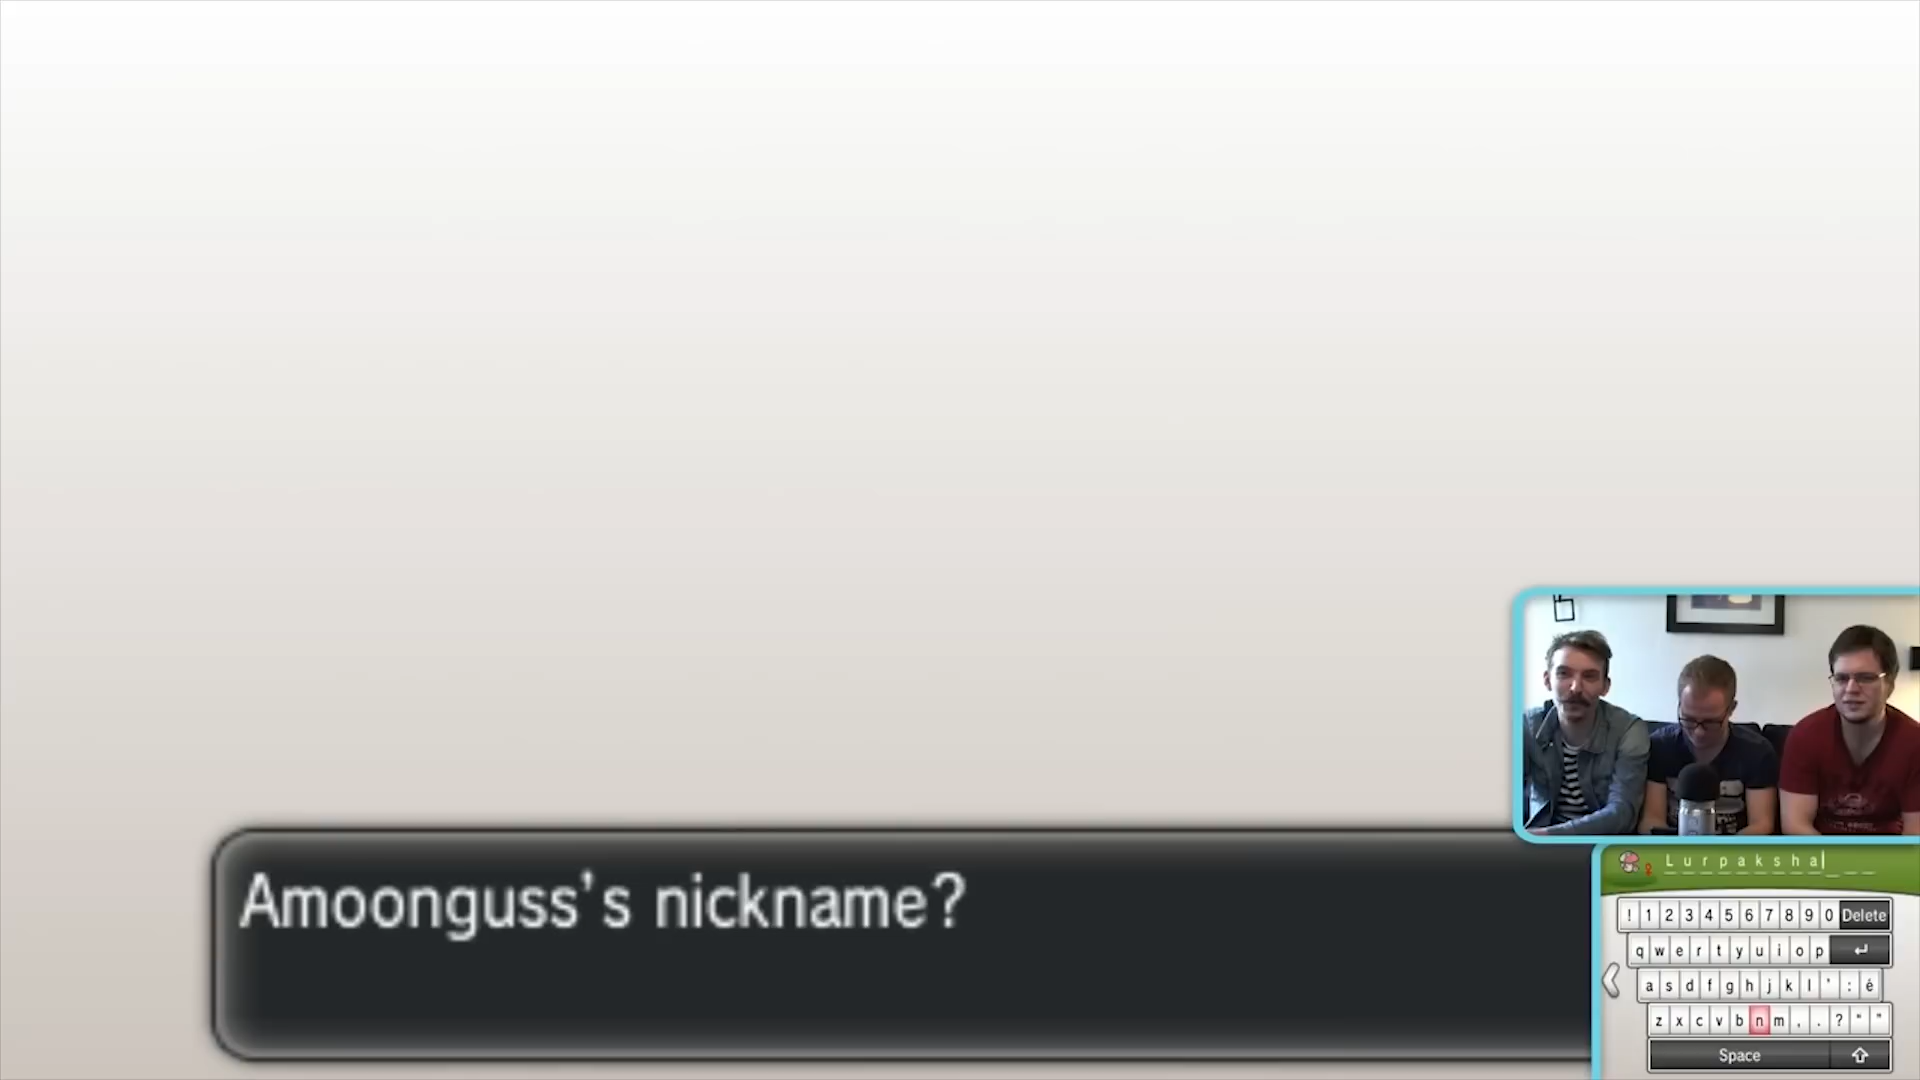 Amoonguss's nickname?
Lurpaksha
! 1 2 3 4 5 6 7 8 9 0 Delete
q w e r t y u i o p ↵
a s d f g h j k l ' : é
z x c v b n m , . ? “ ”
Space